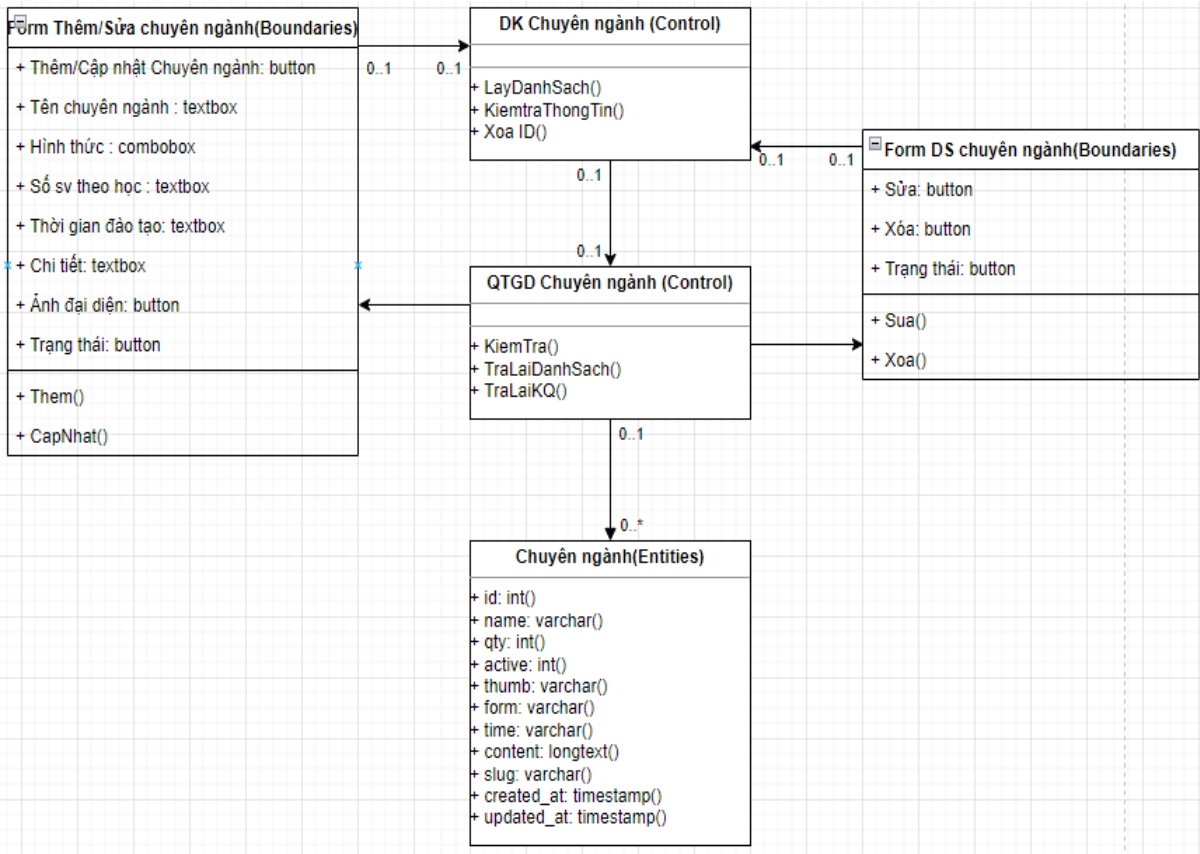 Form Thêm/Sửa chuyên ngành(Boundaries)
+ Thêm/Cập nhật Chuyên ngành: button
+ Tên chuyên ngành : textbox
+ Hình thức : combobox
+ Số sv theo học : textbox
+ Thời gian đào tạo: textbox
+ Chi tiết: textbox
+ Ảnh đại diện: button
+ Trạng thái: button
+ Them()
+ CapNhat()
0..1
0..1
DK Chuyên ngành (Control)
+ LayDanhSach()
+ KiemtraThongTin()
+ Xoa ID()
0..1
0..1
Form DS chuyên ngành(Boundaries)
+ Sửa: button
+ Xóa: button
+ Trạng thái: button
+ Sua()
+ Xoa()
0..1
0..1
QTGD Chuyên ngành (Control)
+ KiemTra()
+ TraLaiDanhSach()
+ TraLaiKQ()
0..1
0..*
Chuyên ngành(Entities)
+ id: int()
+ name: varchar()
+ qty: int()
+ active: int()
+ thumb: varchar()
+ form: varchar()
+ time: varchar()
+ content: longtext()
+ slug: varchar()
+ created_at: timestamp()
+ updated_at: timestamp()